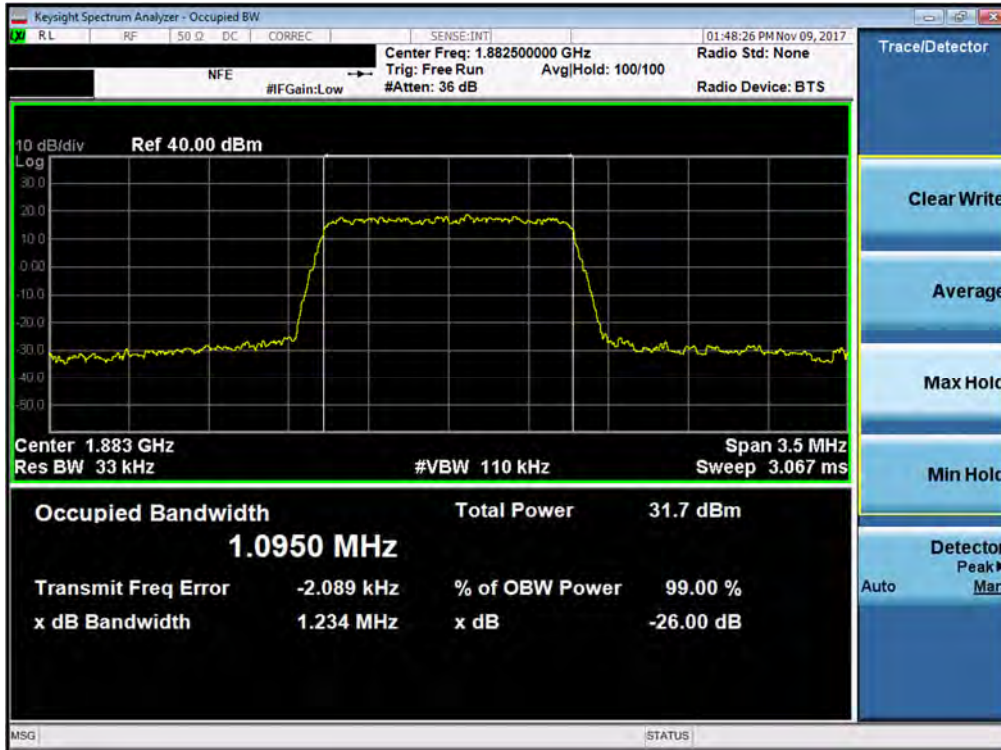 Keysight Spectrum Analyzer - Occupied BW
LXI RL RF 50 Ω DC CORREC SENSE:INT 01:48:26 PM Nov 09, 2017
Center Freq: 1.882500000 GHz Radio Std: None
NFE Trig: Free Run Avg|Hold: 100/100
#IFGain:Low #Atten: 36 dB Radio Device: BTS
Trace/Detector
10 dB/div Ref 40.00 dBm
Log
30.0
20.0
10.0
0.00
-10.0
-20.0
-30.0
-40.0
-50.0
Center 1.883 GHz Span 3.5 MHz
Res BW 33 kHz #VBW 110 kHz Sweep 3.067 ms
Occupied Bandwidth Total Power 31.7 dBm
1.0950 MHz
Transmit Freq Error -2.089 kHz % of OBW Power 99.00 %
x dB Bandwidth 1.234 MHz x dB -26.00 dB
Clear Write
Average
Max Hold
Min Hold
Detector
Peak
Auto Man
MSG STATUS